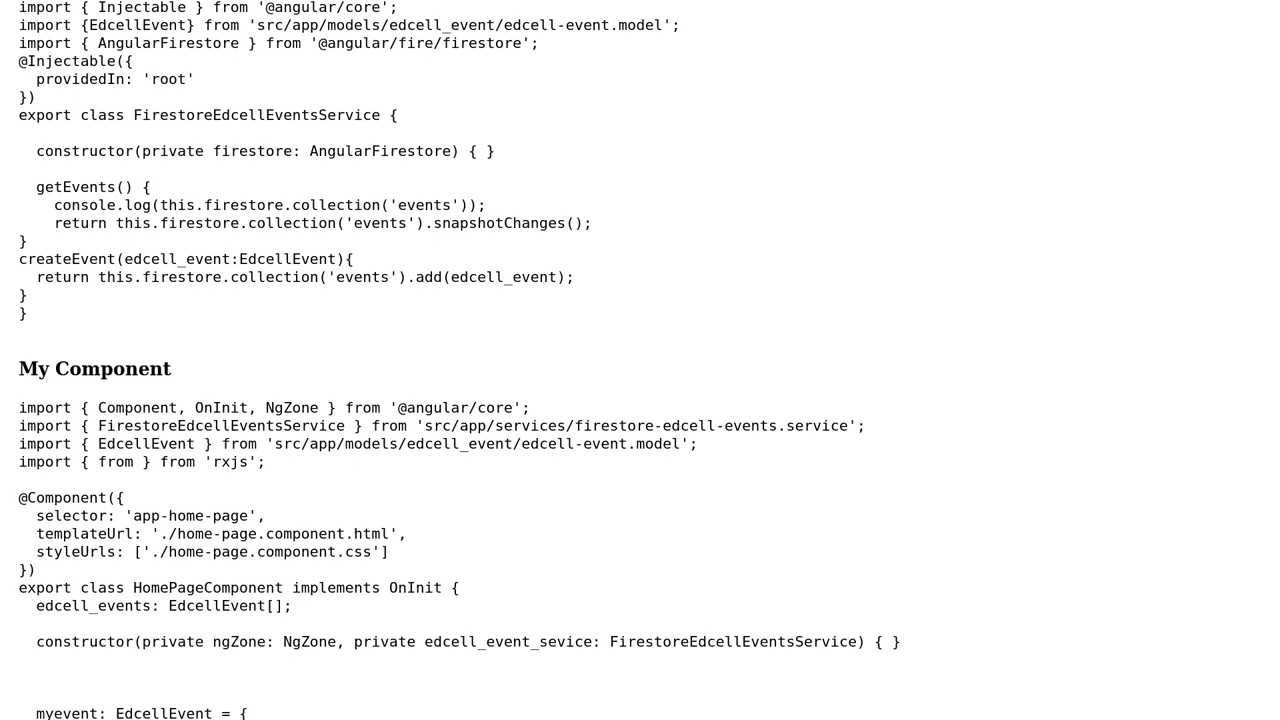 import { Injectable } from '@angular/core';
import {EdcellEvent} from 'src/app/models/edcell_event/edcell-event.model';
import { AngularFirestore } from '@angular/fire/firestore';
@Injectable({
  providedIn: 'root'
})
export class FirestoreEdcellEventsService {
  constructor(private firestore: AngularFirestore) { }
  getEvents() {
    console.log(this.firestore.collection('events'));
    return this.firestore.collection('events').snapshotChanges();
}
createEvent(edcell_event:EdcellEvent){
  return this.firestore.collection('events').add(edcell_event);
}
}
My Component
import { Component, OnInit, NgZone } from '@angular/core';
import { FirestoreEdcellEventsService } from 'src/app/services/firestore-edcell-events.service';
import { EdcellEvent } from 'src/app/models/edcell_event/edcell-event.model';
import { from } from 'rxjs';
@Component({
  selector: 'app-home-page',
  templateUrl: './home-page.component.html',
  styleUrls: ['./home-page.component.css']
})
export class HomePageComponent implements OnInit {
  edcell_events: EdcellEvent[];
  constructor(private ngZone: NgZone, private edcell_event_sevice: FirestoreEdcellEventsService) { }
  myevent: EdcellEvent = {